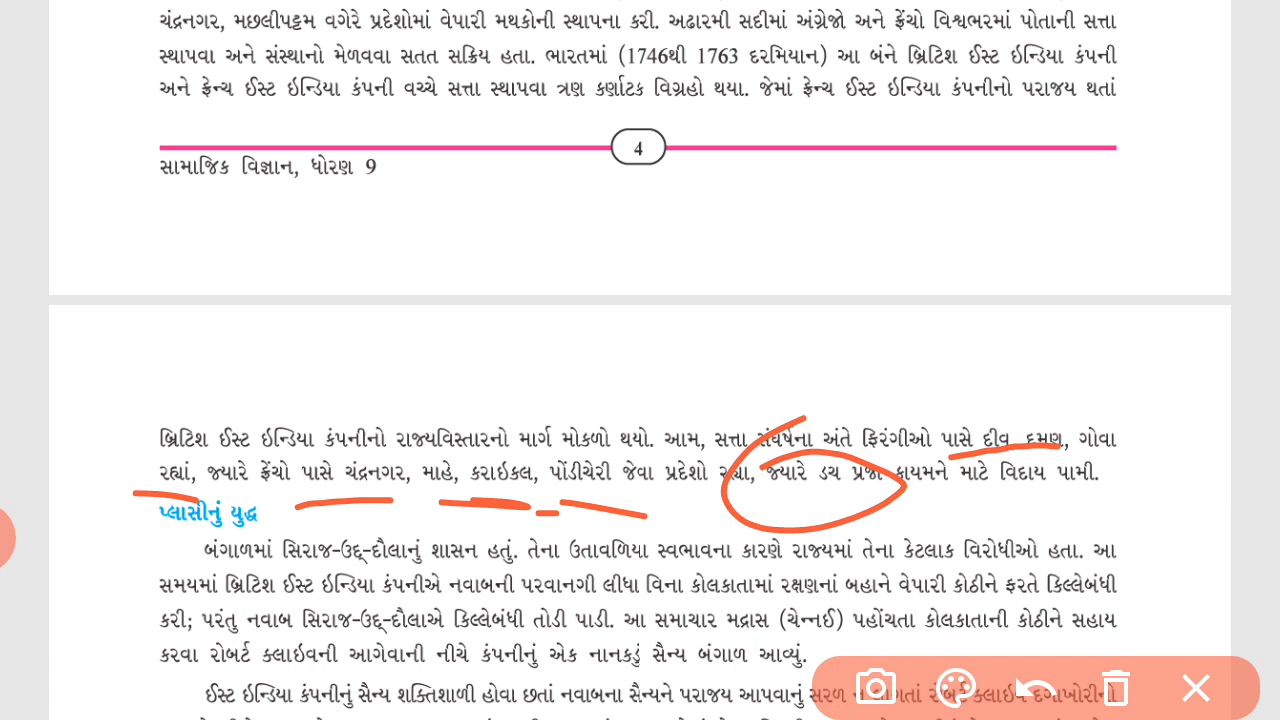 ચંદ્રનગર, મછલીપટ્ટમ વગેરે પ્રદેશોમાં વેપારી મથકોની સ્થાપના કરી. અઢારમી સદીમાં અંગ્રેજો અને ફ્રેંચો વિશ્વભરમાં પોતાની સત્તા
સ્થાપવા અને સંસ્થાનો મેળવવા સતત સક્રિય હતા. ભારતમાં (1746થી 1763 દરમિયાન) આ બંને બ્રિટિશ ઈસ્ટ ઇન્ડિયા કંપની
અને ફ્રેન્ચ ઈસ્ટ ઇન્ડિયા કંપની વચ્ચે સત્તા સ્થાપવા ત્રણ કર્ણાટક વિગ્રહો થયા. જેમાં ફ્રેન્ચ ઈસ્ટ ઇન્ડિયા કંપનીનો પરાજય થતાં
4
સામાજિક વિજ્ઞાન, ધોરણ 9
બ્રિટિશ ઈસ્ટ ઇન્ડિયા કંપનીનો રાજ્યવિસ્તારનો માર્ગ મોકળો થયો. આમ, સત્તા સંઘર્ષના અંતે ફિરંગીઓ પાસે દીવ, દમણ, ગોવા
રહ્યાં, જ્યારે ફ્રેંચો પાસે ચંદ્રનગર, માહે, કરાઇકલ, પોંડીચેરી જેવા પ્રદેશો રહ્યા, જ્યારે ડચ પ્રજા કાયમને માટે વિદાય પામી.
પ્લાસીનું યુદ્ધ
બંગાળમાં સિરાજ-ઉદ્-દૌલાનું શાસન હતું. તેના ઉતાવળિયા સ્વભાવના કારણે રાજ્યમાં તેના કેટલાક વિરોધીઓ હતા. આ
સમયમાં બ્રિટિશ ઈસ્ટ ઇન્ડિયા કંપનીએ નવાબની પરવાનગી લીધા વિના કોલકાતામાં રક્ષણનાં બહાને વેપારી કોઠીને ફરતે કિલ્લેબંધી
કરી; પરંતુ નવાબ સિરાજ-ઉદ્-દૌલાએ કિલ્લેબંધી તોડી પાડી. આ સમાચાર મદ્રાસ (ચેન્નઈ) પહોંચતા કોલકાતાની કોઠીને સહાય
કરવા રોબર્ટ ક્લાઇવની આગેવાની નીચે કંપનીનું એક નાનકડું સૈન્ય બંગાળ આવ્યું.
ઈસ્ટ ઇન્ડિયા કંપનીનું સૈન્ય શક્તિશાળી હોવા છતાં નવાબના સૈન્યને પરાજય આપવાનું સરળ ન લાગતાં રોબર્ટ ક્લાઇવે દગાખોરીનો